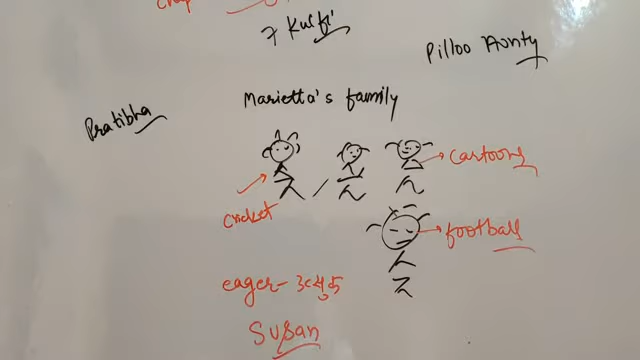 7 Kulfi
Pilloo Aunty
Pratibha
Marietta's family
cartoons
cricket
football
eager- उत्सुक
Susan